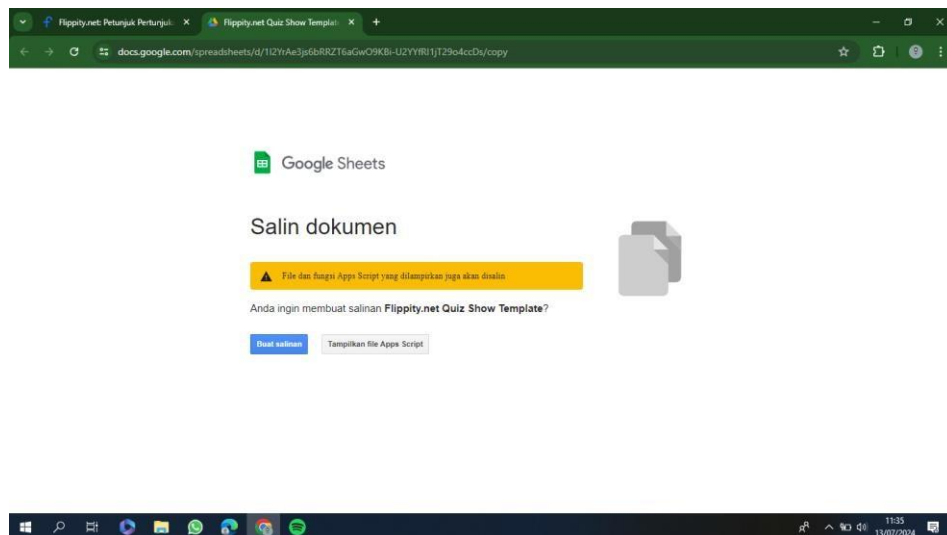 Flippity.net: Petunjuk Pertunjuk
Flippity.net Quiz Show Templat
docs.google.com/spreadsheets/d/1I2YrAe3js6bRRZT6aGwO9KBi-U2YYfRI1jT29o4ccDs/copy
Google Sheets
Salin dokumen
File dan fungsi Apps Script yang dilampirkan juga akan disalin
Anda ingin membuat salinan Flippity.net Quiz Show Template?
Buat salinan Tampilkan file Apps Script
11:35
13/07/2024